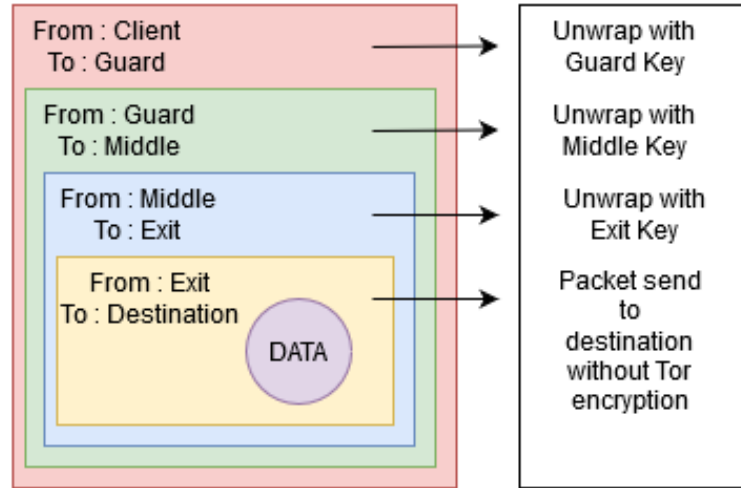 From : Client
To : Guard
Unwrap with
Guard Key
From : Guard
To : Middle
Unwrap with
Middle Key
From : Middle
To : Exit
Unwrap with
Exit Key
From : Exit
To : Destination
DATA
Packet send
to
destination
without Tor
encryption